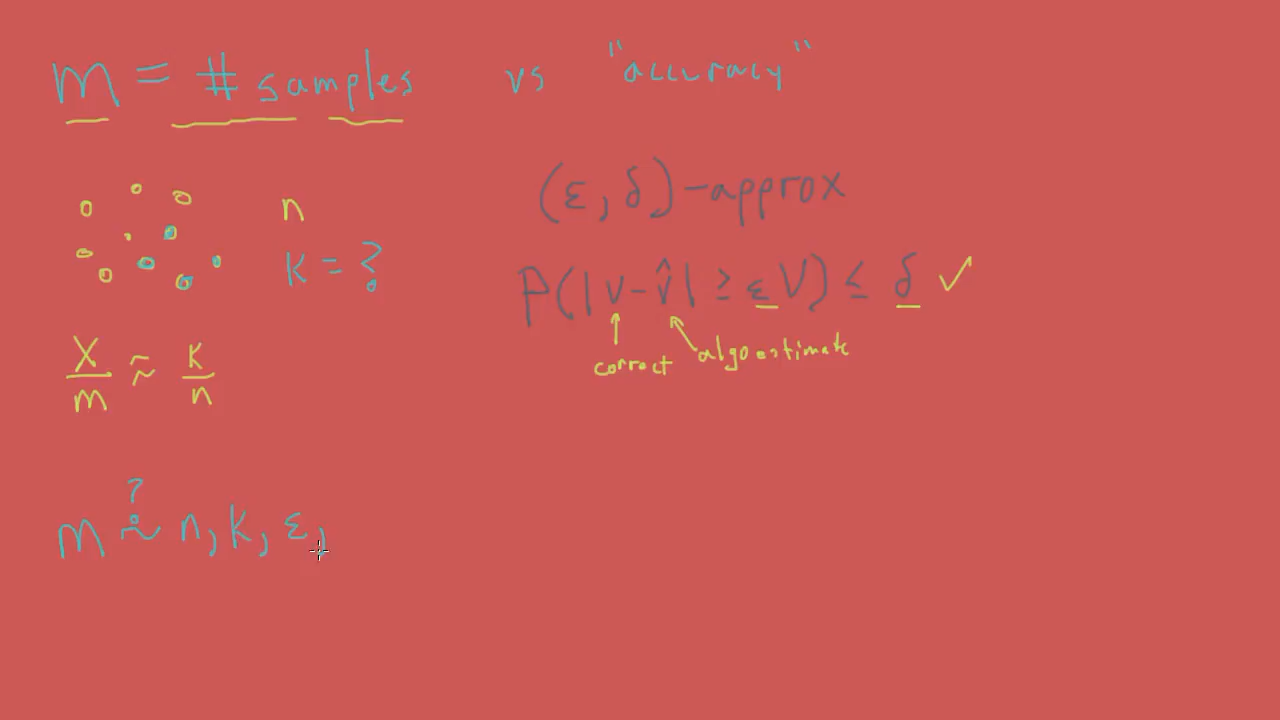 m = # samples vs "accuracy"
(ε, δ)-approx
n
K = ?
P(|V-V̂| ≥ εV) ≤ δ ✓
correct algo estimate
X/m ≈ K/n
?
m ~ n, k, ε,